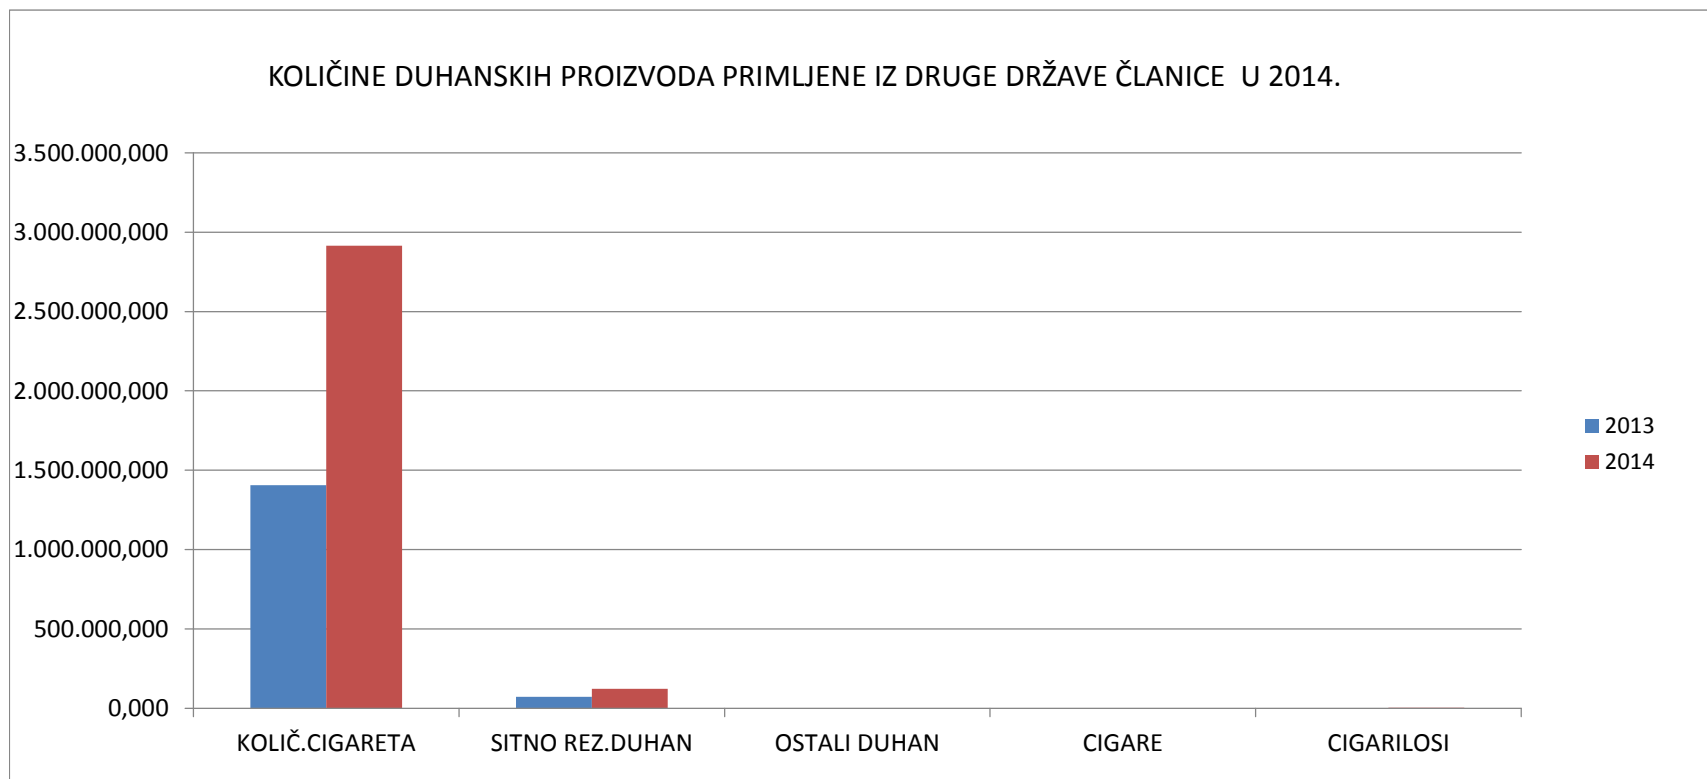 KOLIČINE DUHANSKIH PROIZVODA PRIMLJENE IZ DRUGE DRŽAVE ČLANICE  U 2014.
3.500.000,000
3.000.000,000
2.500.000,000
2.000.000,000
1.500.000,000
1.000.000,000
500.000,000
0,000
KOLIČ.CIGARETA
SITNO REZ.DUHAN
OSTALI DUHAN
CIGARE
CIGARILOSI
2013
2014